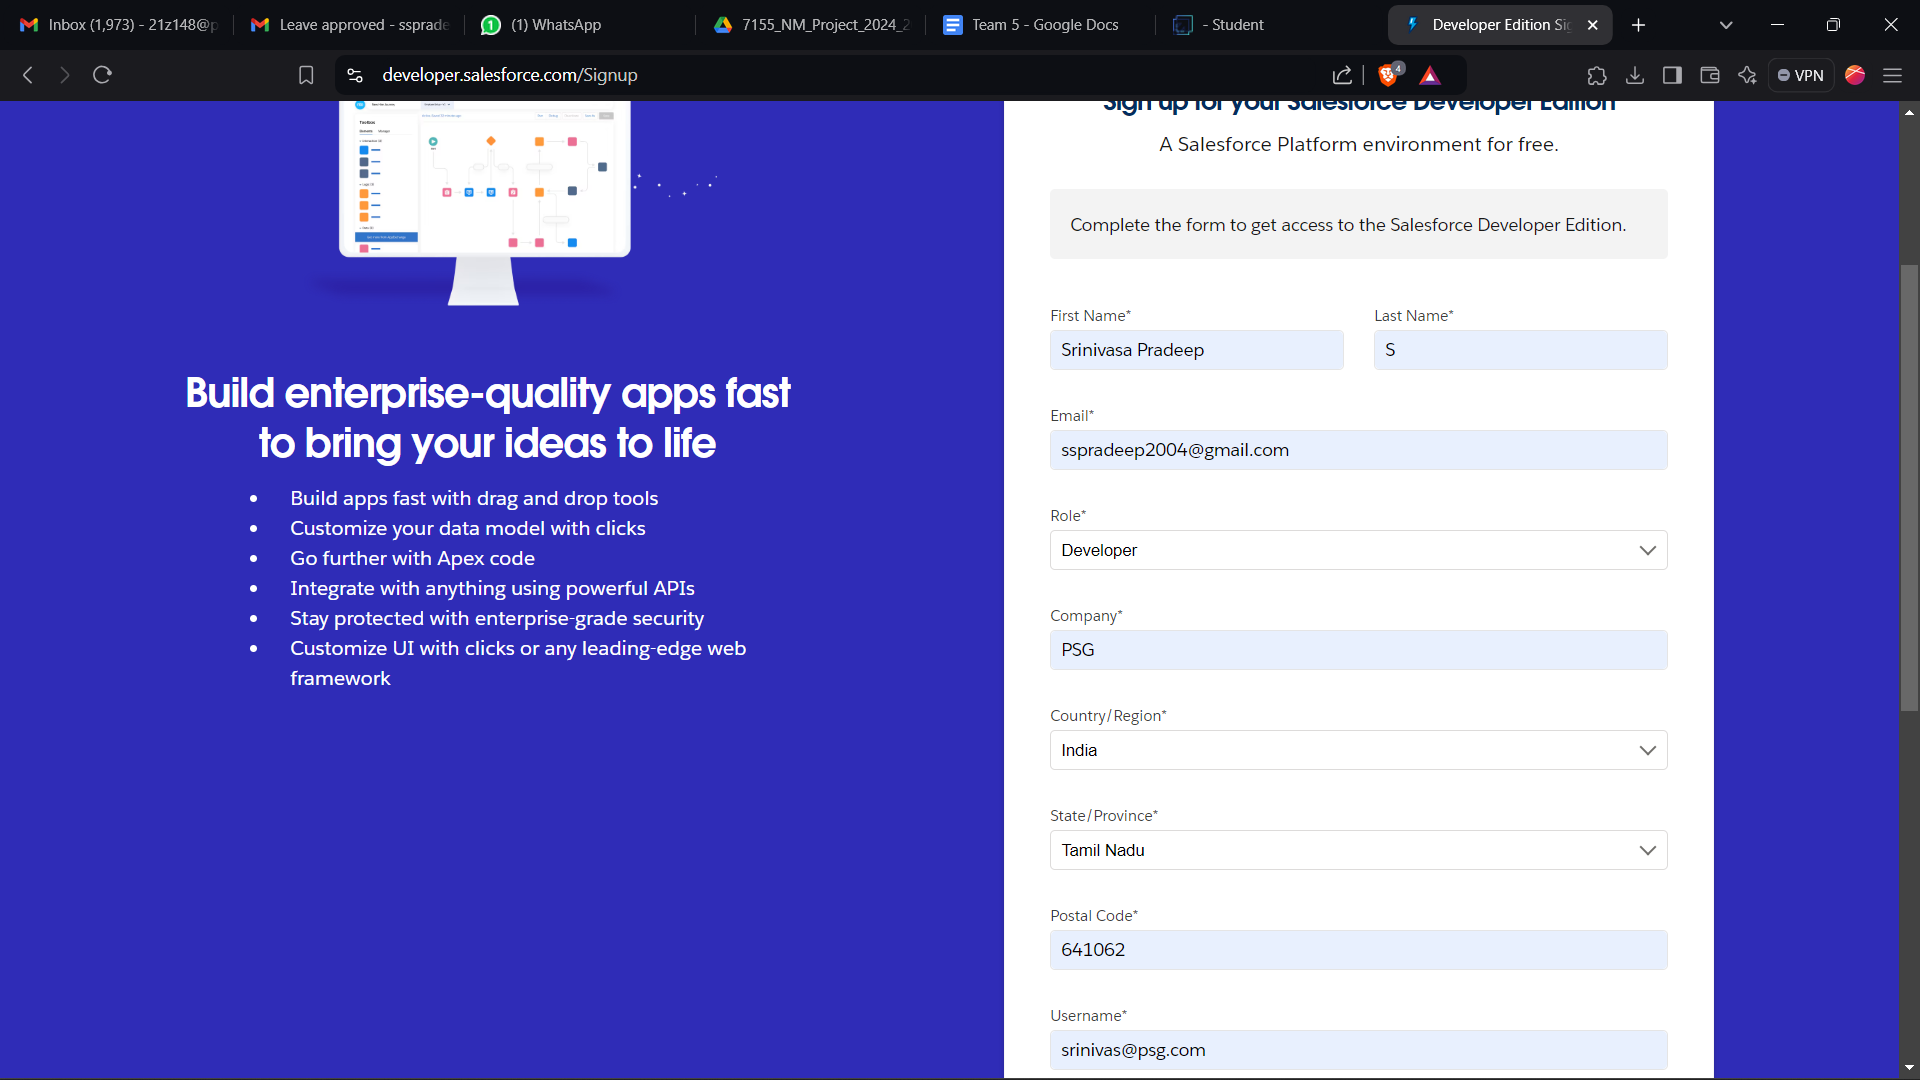 Inbox (1,973) - 21z148@p
Leave approved - ssprade
(1) WhatsApp
7155_NM_Project_2024_2
Team 5 - Google Docs
- Student
Developer Edition Sig
developer.salesforce.com/Signup
4
VPN
Sign up for your Salesforce Developer Edition
A Salesforce Platform environment for free.
Complete the form to get access to the Salesforce Developer Edition.
First Name*
Last Name*
Srinivasa Pradeep
S
Email*
sspradeep2004@gmail.com
Role*
Developer
Company*
PSG
Country/Region*
India
State/Province*
Tamil Nadu
Postal Code*
641062
Username*
srinivas@psg.com
Toolbox
Build enterprise-quality apps fast
to bring your ideas to life
• Build apps fast with drag and drop tools
• Customize your data model with clicks
• Go further with Apex code
• Integrate with anything using powerful APIs
• Stay protected with enterprise-grade security
• Customize UI with clicks or any leading-edge web
framework